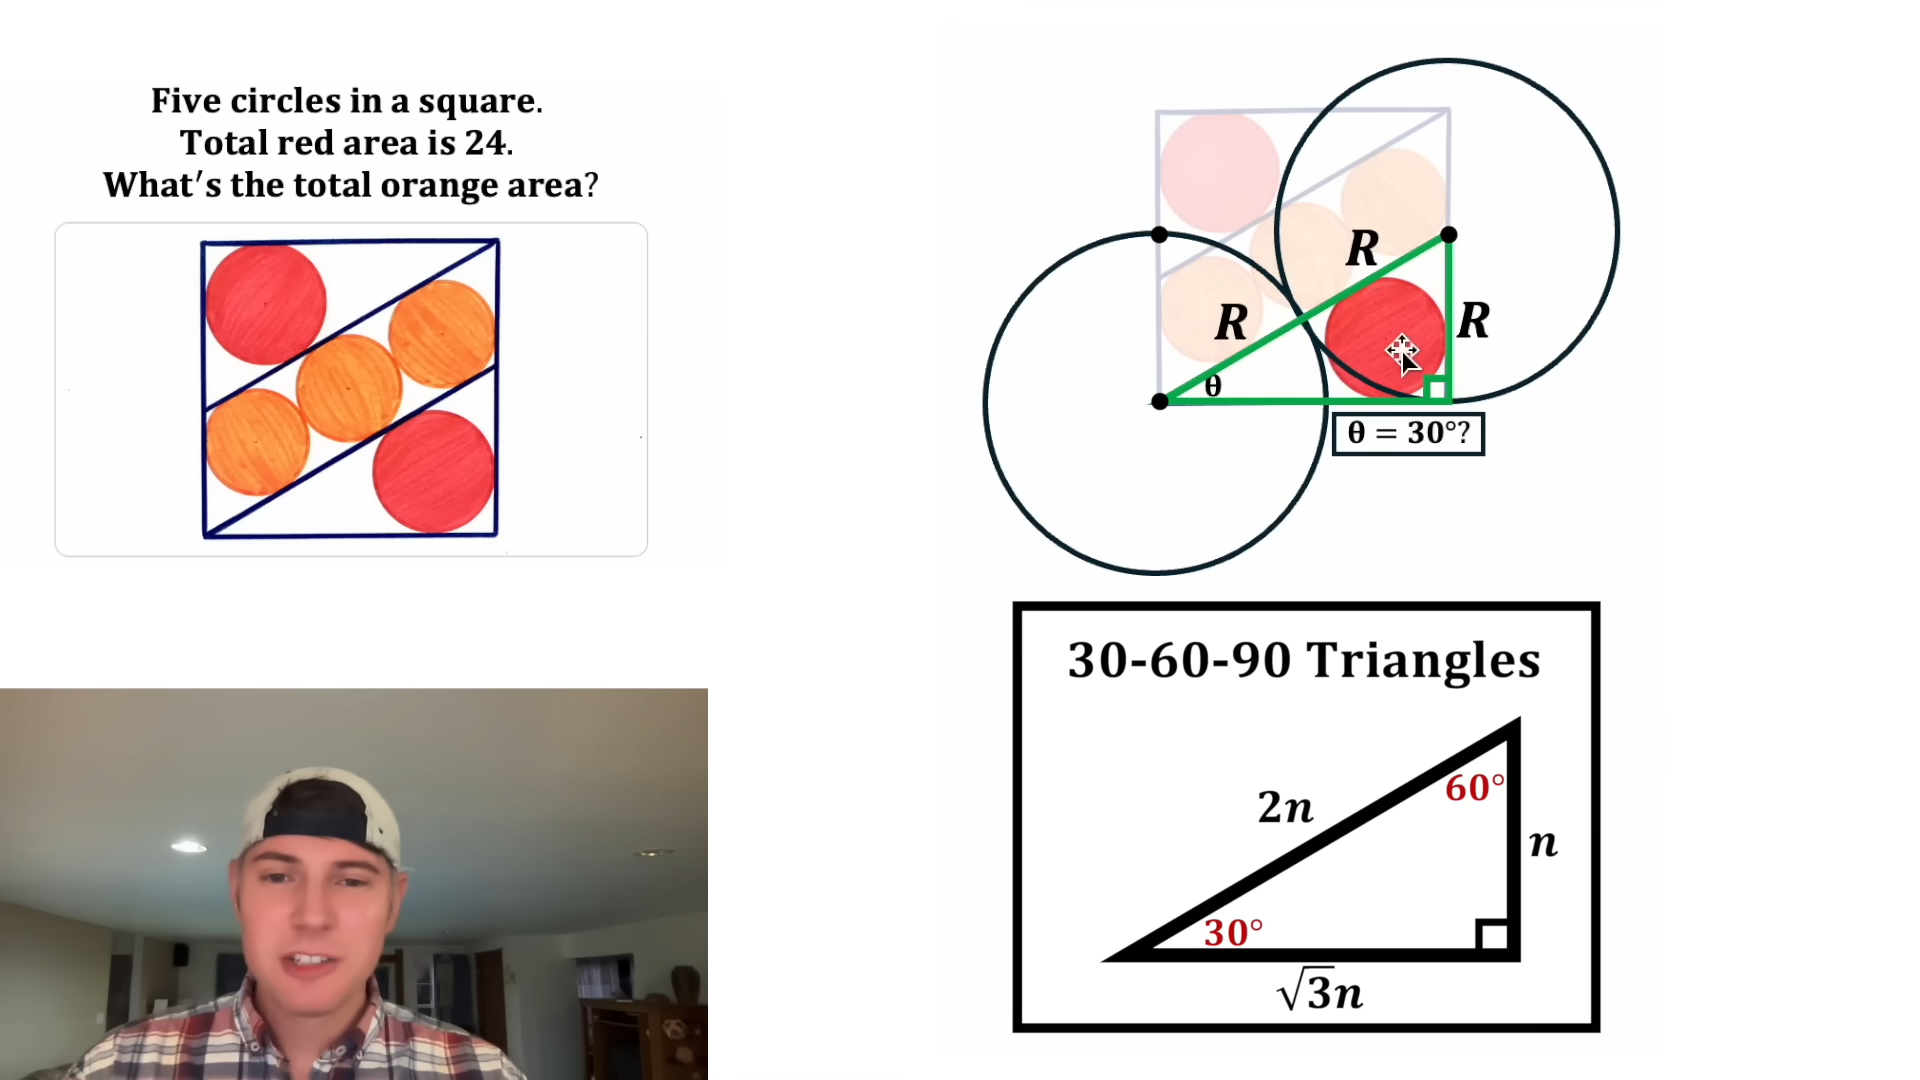 Five circles in a square.
Total red area is 24.
What's the total orange area?
R
R
R
θ
θ = 30°?
30-60-90 Triangles
60°
2n
n
30°
√3n